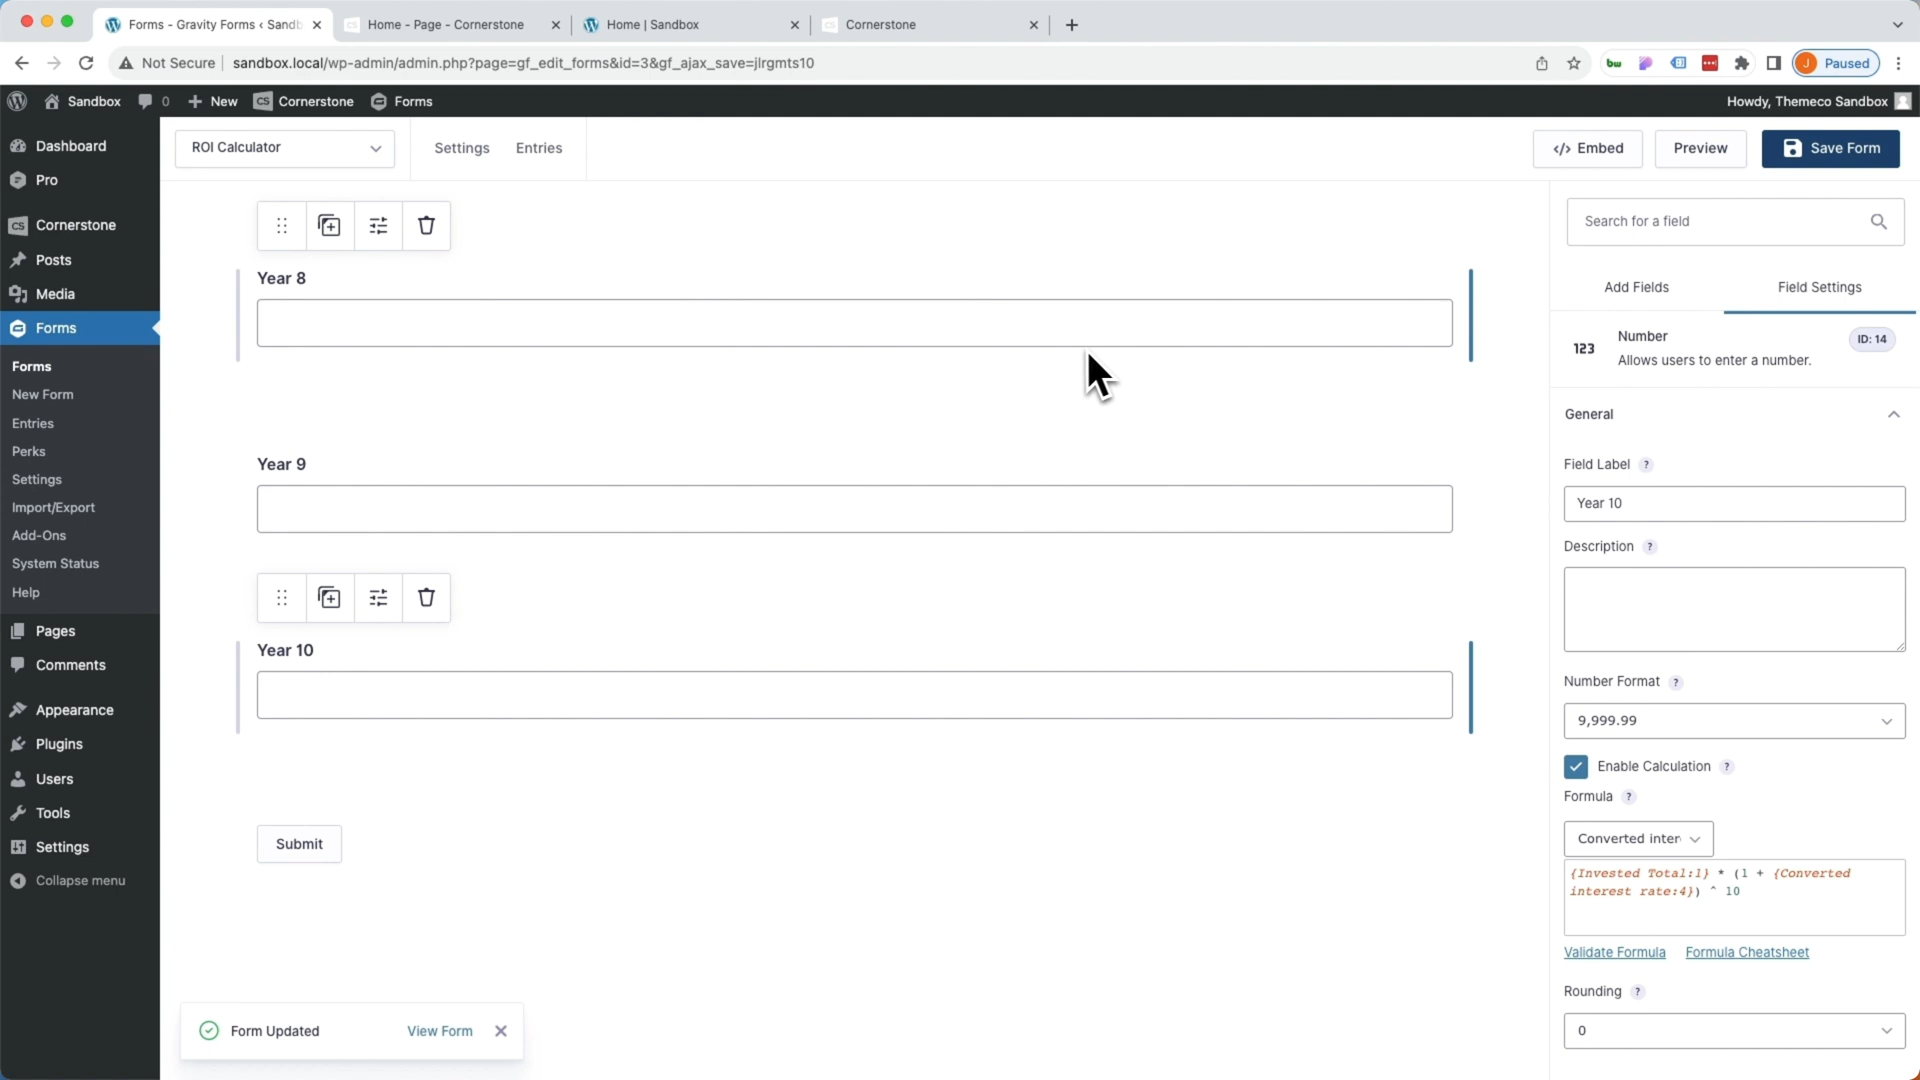 Forms - Gravity Forms ‹ Sandb
Home - Page - Cornerstone
Home | Sandbox
Cornerstone
Not Secure
sandbox.local/wp-admin/admin.php?page=gf_edit_forms&id=3&gf_ajax_save=jlrgmts10
bw
J Paused
Sandbox
0
New
CS Cornerstone
Forms
Howdy, Themeco Sandbox
Dashboard
Pro
CS Cornerstone
Posts
Media
Forms
Forms
New Form
Entries
Perks
Settings
Import/Export
Add-Ons
System Status
Help
Pages
Comments
Appearance
Plugins
Users
Tools
Settings
Collapse menu
ROI Calculator
Settings
Entries
</> Embed
Preview
Save Form
Year 8
Year 9
Year 10
Submit
Form Updated
View Form
Search for a field
Add Fields
Field Settings
123
Number
ID: 14
Allows users to enter a number.
General
Field Label ?
Year 10
Description ?
Number Format ?
9,999.99
Enable Calculation ?
Formula ?
Converted inter
{Invested Total:1} * (1 + {Converted
interest rate:4}) ^ 10
Validate Formula
Formula Cheatsheet
Rounding ?
0